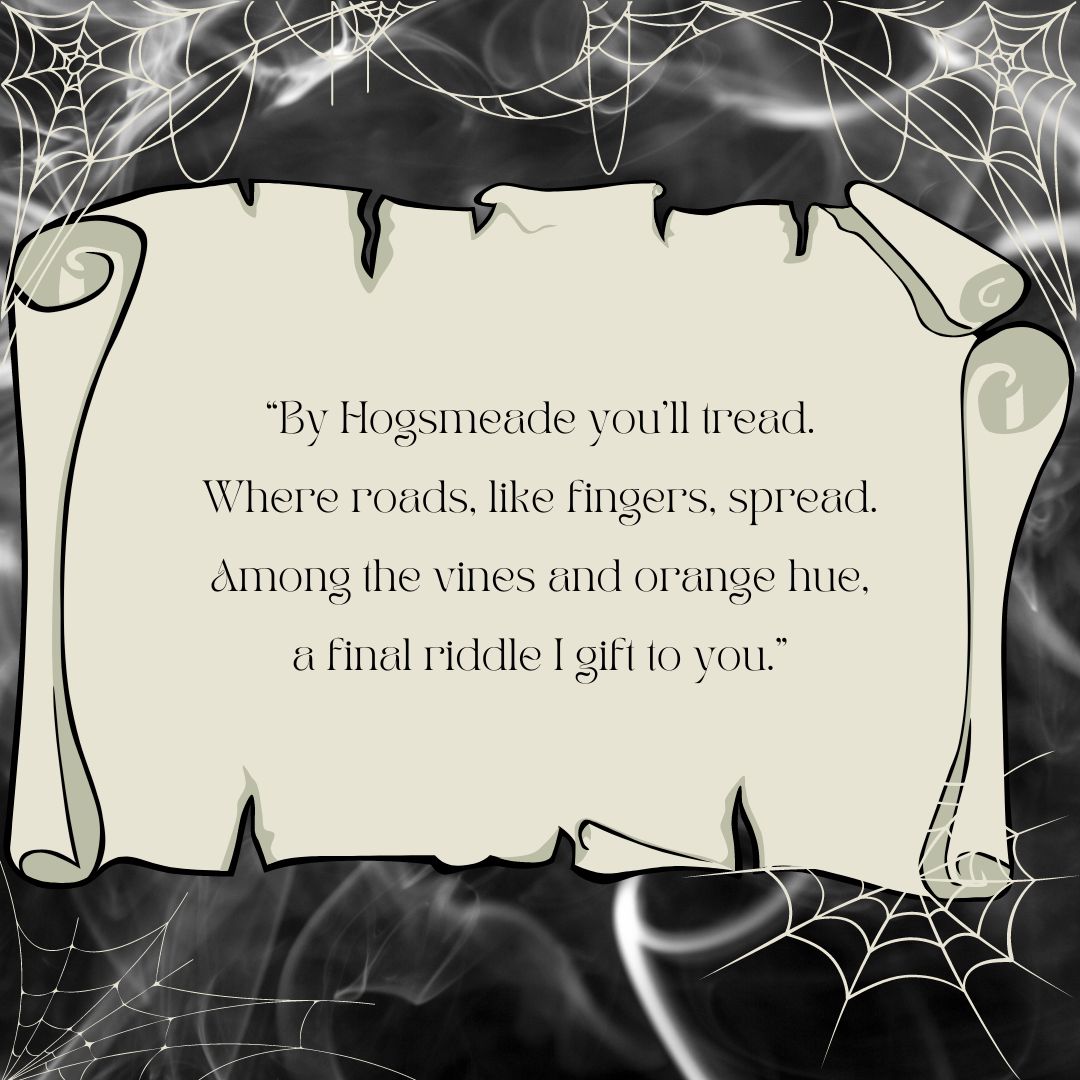 “By Hogsmeade you’ll tread.
Where roads, like fingers, spread.
Among the vines and orange hue,
a final riddle I gift to you.”